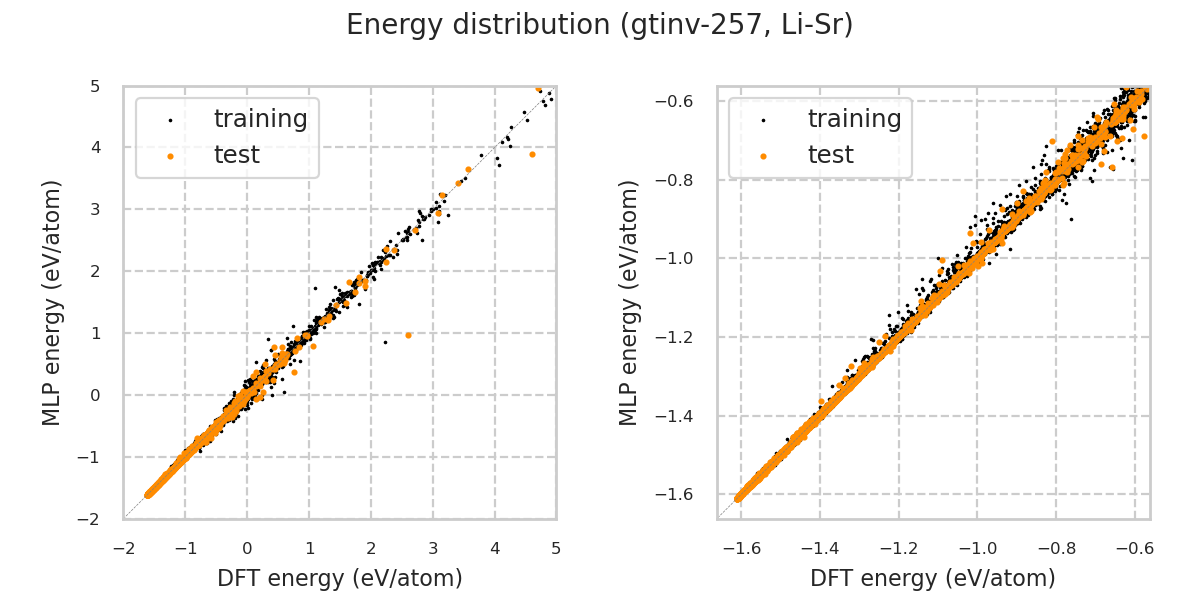 Energy distribution (gtinv-257, Li-Sr)
training
test
5
4
3
2
1
0
−1
−2
−2 −1 0 1 2 3 4 5
MLP energy (eV/atom)
DFT energy (eV/atom)
training
test
−0.6
−0.8
−1.0
−1.2
−1.4
−1.6
−1.6 −1.4 −1.2 −1.0 −0.8 −0.6
MLP energy (eV/atom)
DFT energy (eV/atom)